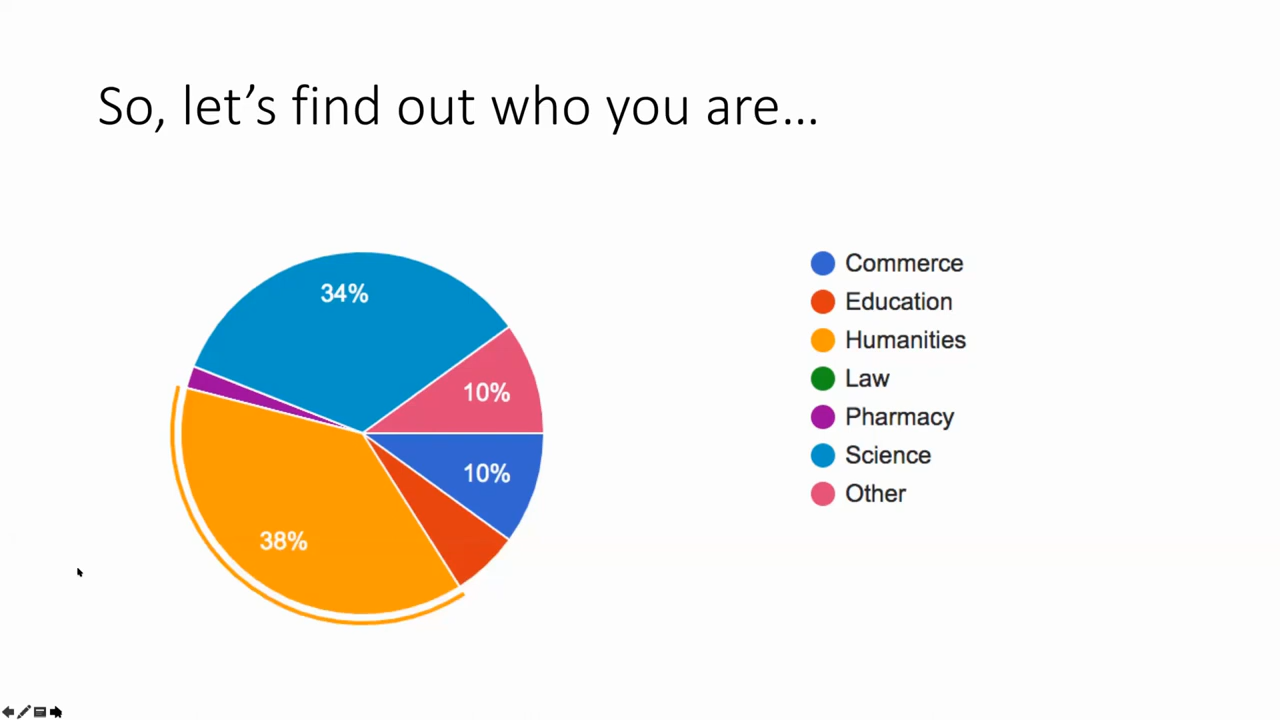 So, let’s find out who you are…
34%
10%
10%
38%
Commerce
Education
Humanities
Law
Pharmacy
Science
Other